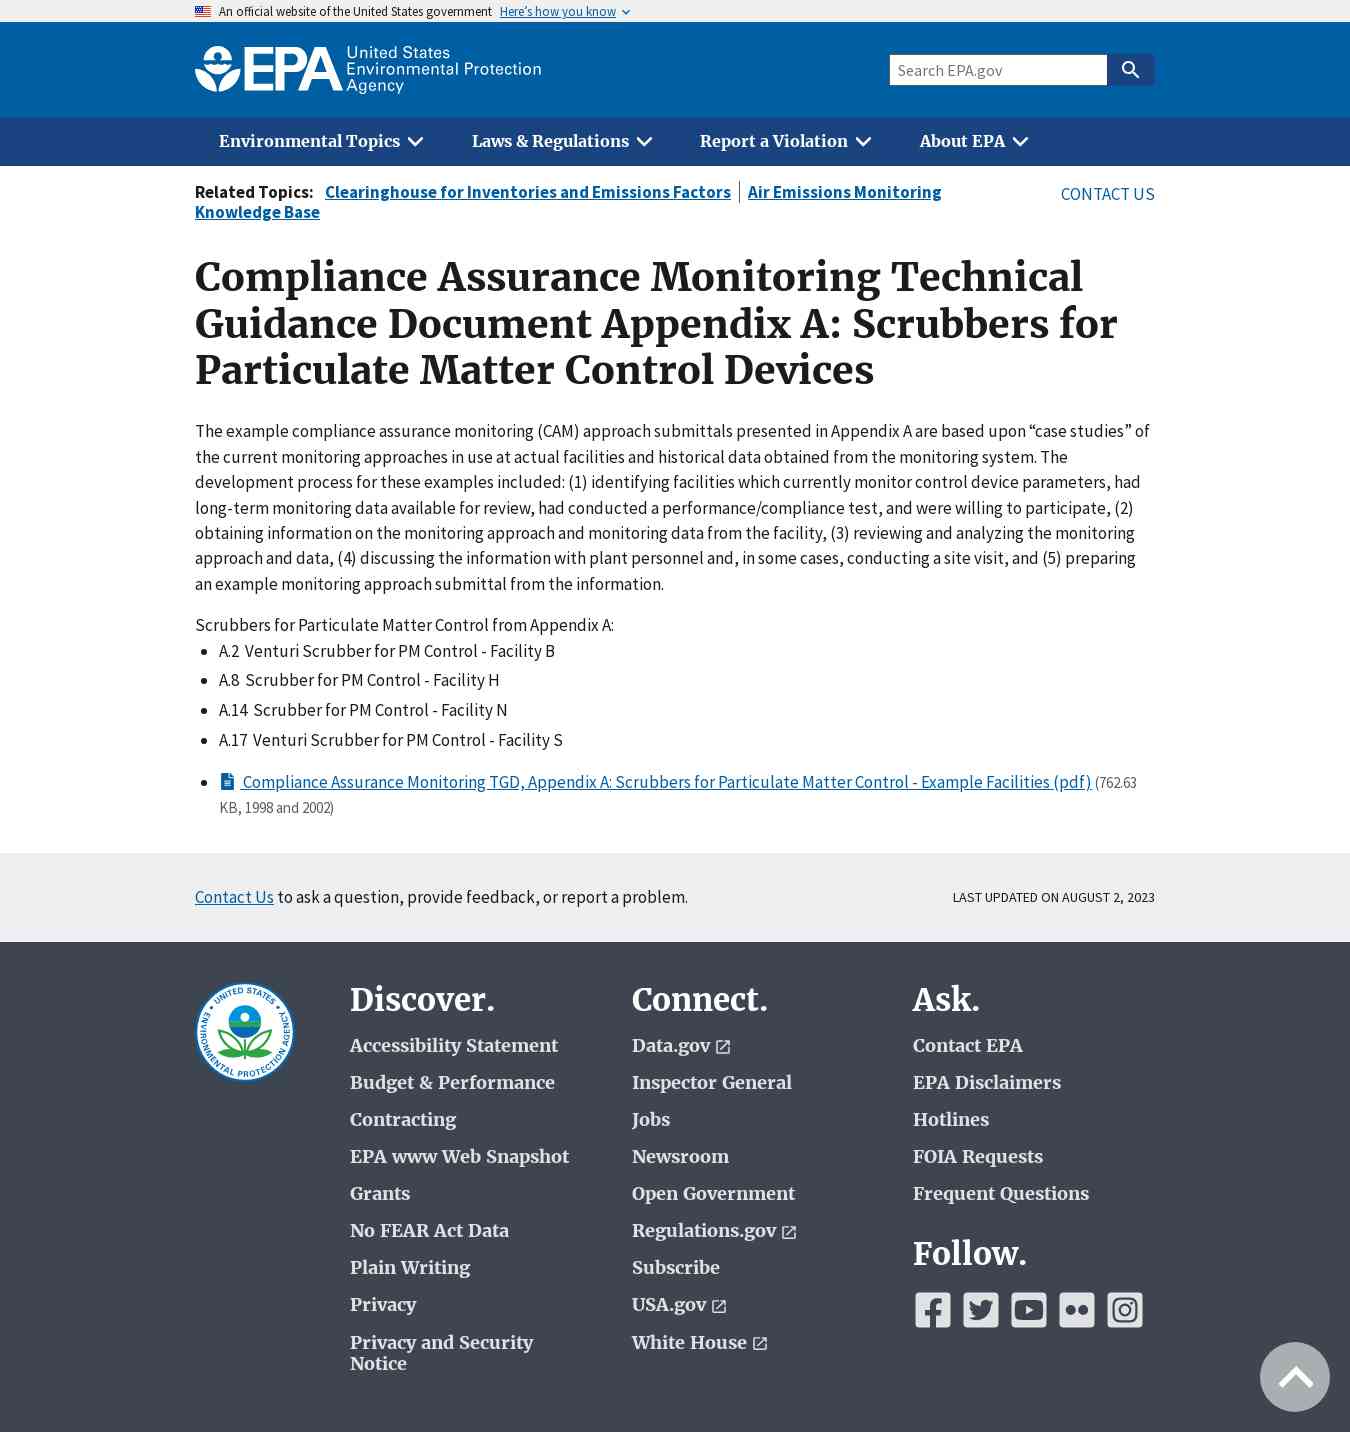 An official website of the United States government Here’s how you know
EPA United States
Environmental Protection
Agency
Search EPA.gov
Environmental Topics Laws & Regulations Report a Violation About EPA
Related Topics: Clearinghouse for Inventories and Emissions Factors Air Emissions Monitoring
Knowledge Base
CONTACT US
Compliance Assurance Monitoring Technical
Guidance Document Appendix A: Scrubbers for
Particulate Matter Control Devices
The example compliance assurance monitoring (CAM) approach submittals presented in Appendix A are based upon “case studies” of
the current monitoring approaches in use at actual facilities and historical data obtained from the monitoring system. The
development process for these examples included: (1) identifying facilities which currently monitor control device parameters, had
long-term monitoring data available for review, had conducted a performance/compliance test, and were willing to participate, (2)
obtaining information on the monitoring approach and monitoring data from the facility, (3) reviewing and analyzing the monitoring
approach and data, (4) discussing the information with plant personnel and, in some cases, conducting a site visit, and (5) preparing
an example monitoring approach submittal from the information.
Scrubbers for Particulate Matter Control from Appendix A:
A.2 Venturi Scrubber for PM Control - Facility B
A.8 Scrubber for PM Control - Facility H
A.14 Scrubber for PM Control - Facility N
A.17 Venturi Scrubber for PM Control - Facility S
Compliance Assurance Monitoring TGD, Appendix A: Scrubbers for Particulate Matter Control - Example Facilities (pdf) (762.63
KB, 1998 and 2002)
Contact Us to ask a question, provide feedback, or report a problem.
LAST UPDATED ON AUGUST 2, 2023
UNITED STATES
ENVIRONMENTAL PROTECTION AGENCY
Discover.
Accessibility Statement
Budget & Performance
Contracting
EPA www Web Snapshot
Grants
No FEAR Act Data
Plain Writing
Privacy
Privacy and Security
Notice
Connect.
Data.gov
Inspector General
Jobs
Newsroom
Open Government
Regulations.gov
Subscribe
USA.gov
White House
Ask.
Contact EPA
EPA Disclaimers
Hotlines
FOIA Requests
Frequent Questions
Follow.